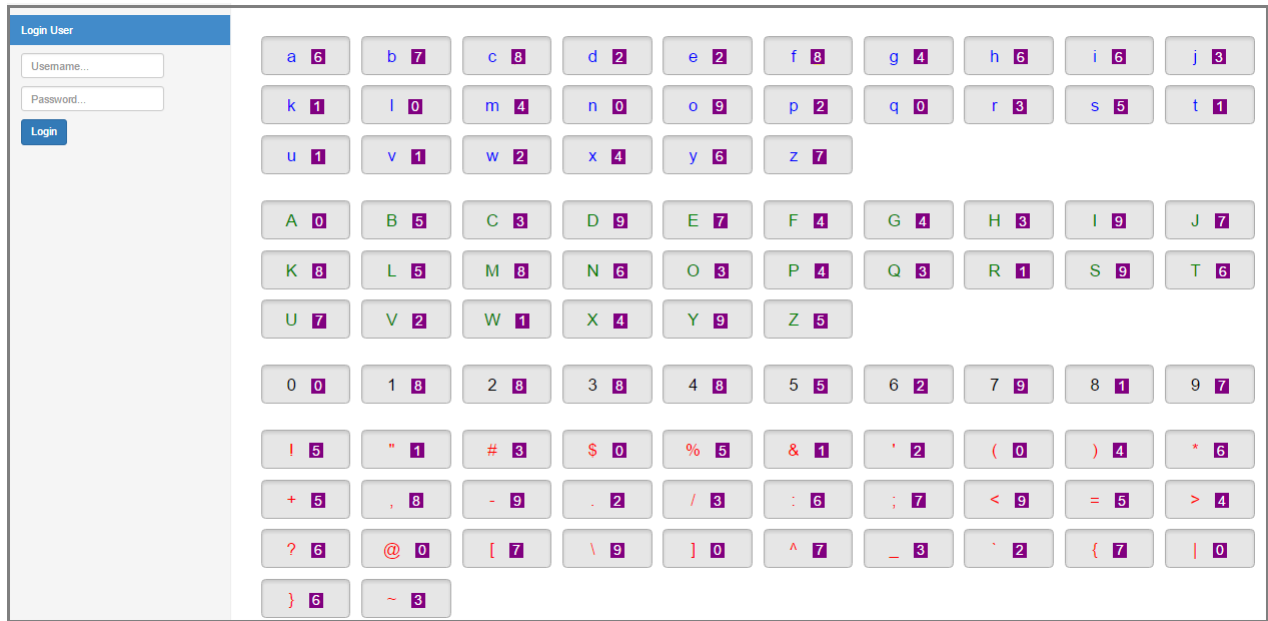 Login User
Username...
Password...
Login
a 6 b 7 c 8 d 2 e 2 f 8 g 4 h 6 i 6 j 3
k 1 l 0 m 4 n 0 o 9 p 2 q 0 r 3 s 5 t 1
u 1 v 1 w 2 x 4 y 6 z 7
A 0 B 5 C 3 D 9 E 7 F 4 G 4 H 3 I 9 J 7
K 8 L 5 M 8 N 6 O 3 P 4 Q 3 R 1 S 9 T 6
U 7 V 2 W 1 X 4 Y 9 Z 5
0 0 1 8 2 8 3 8 4 8 5 5 6 2 7 9 8 1 9 7
! 5 " 1 # 3 $ 0 % 5 & 1 ' 2 ( 0 ) 4 * 6
+ 5 , 8 - 9 . 2 / 3 : 6 ; 7 < 9 = 5 > 4
? 6 @ 0 [ 7 \ 9 ] 0 ^ 7 _ 3 ` 2 { 7 | 0
} 6 ~ 3